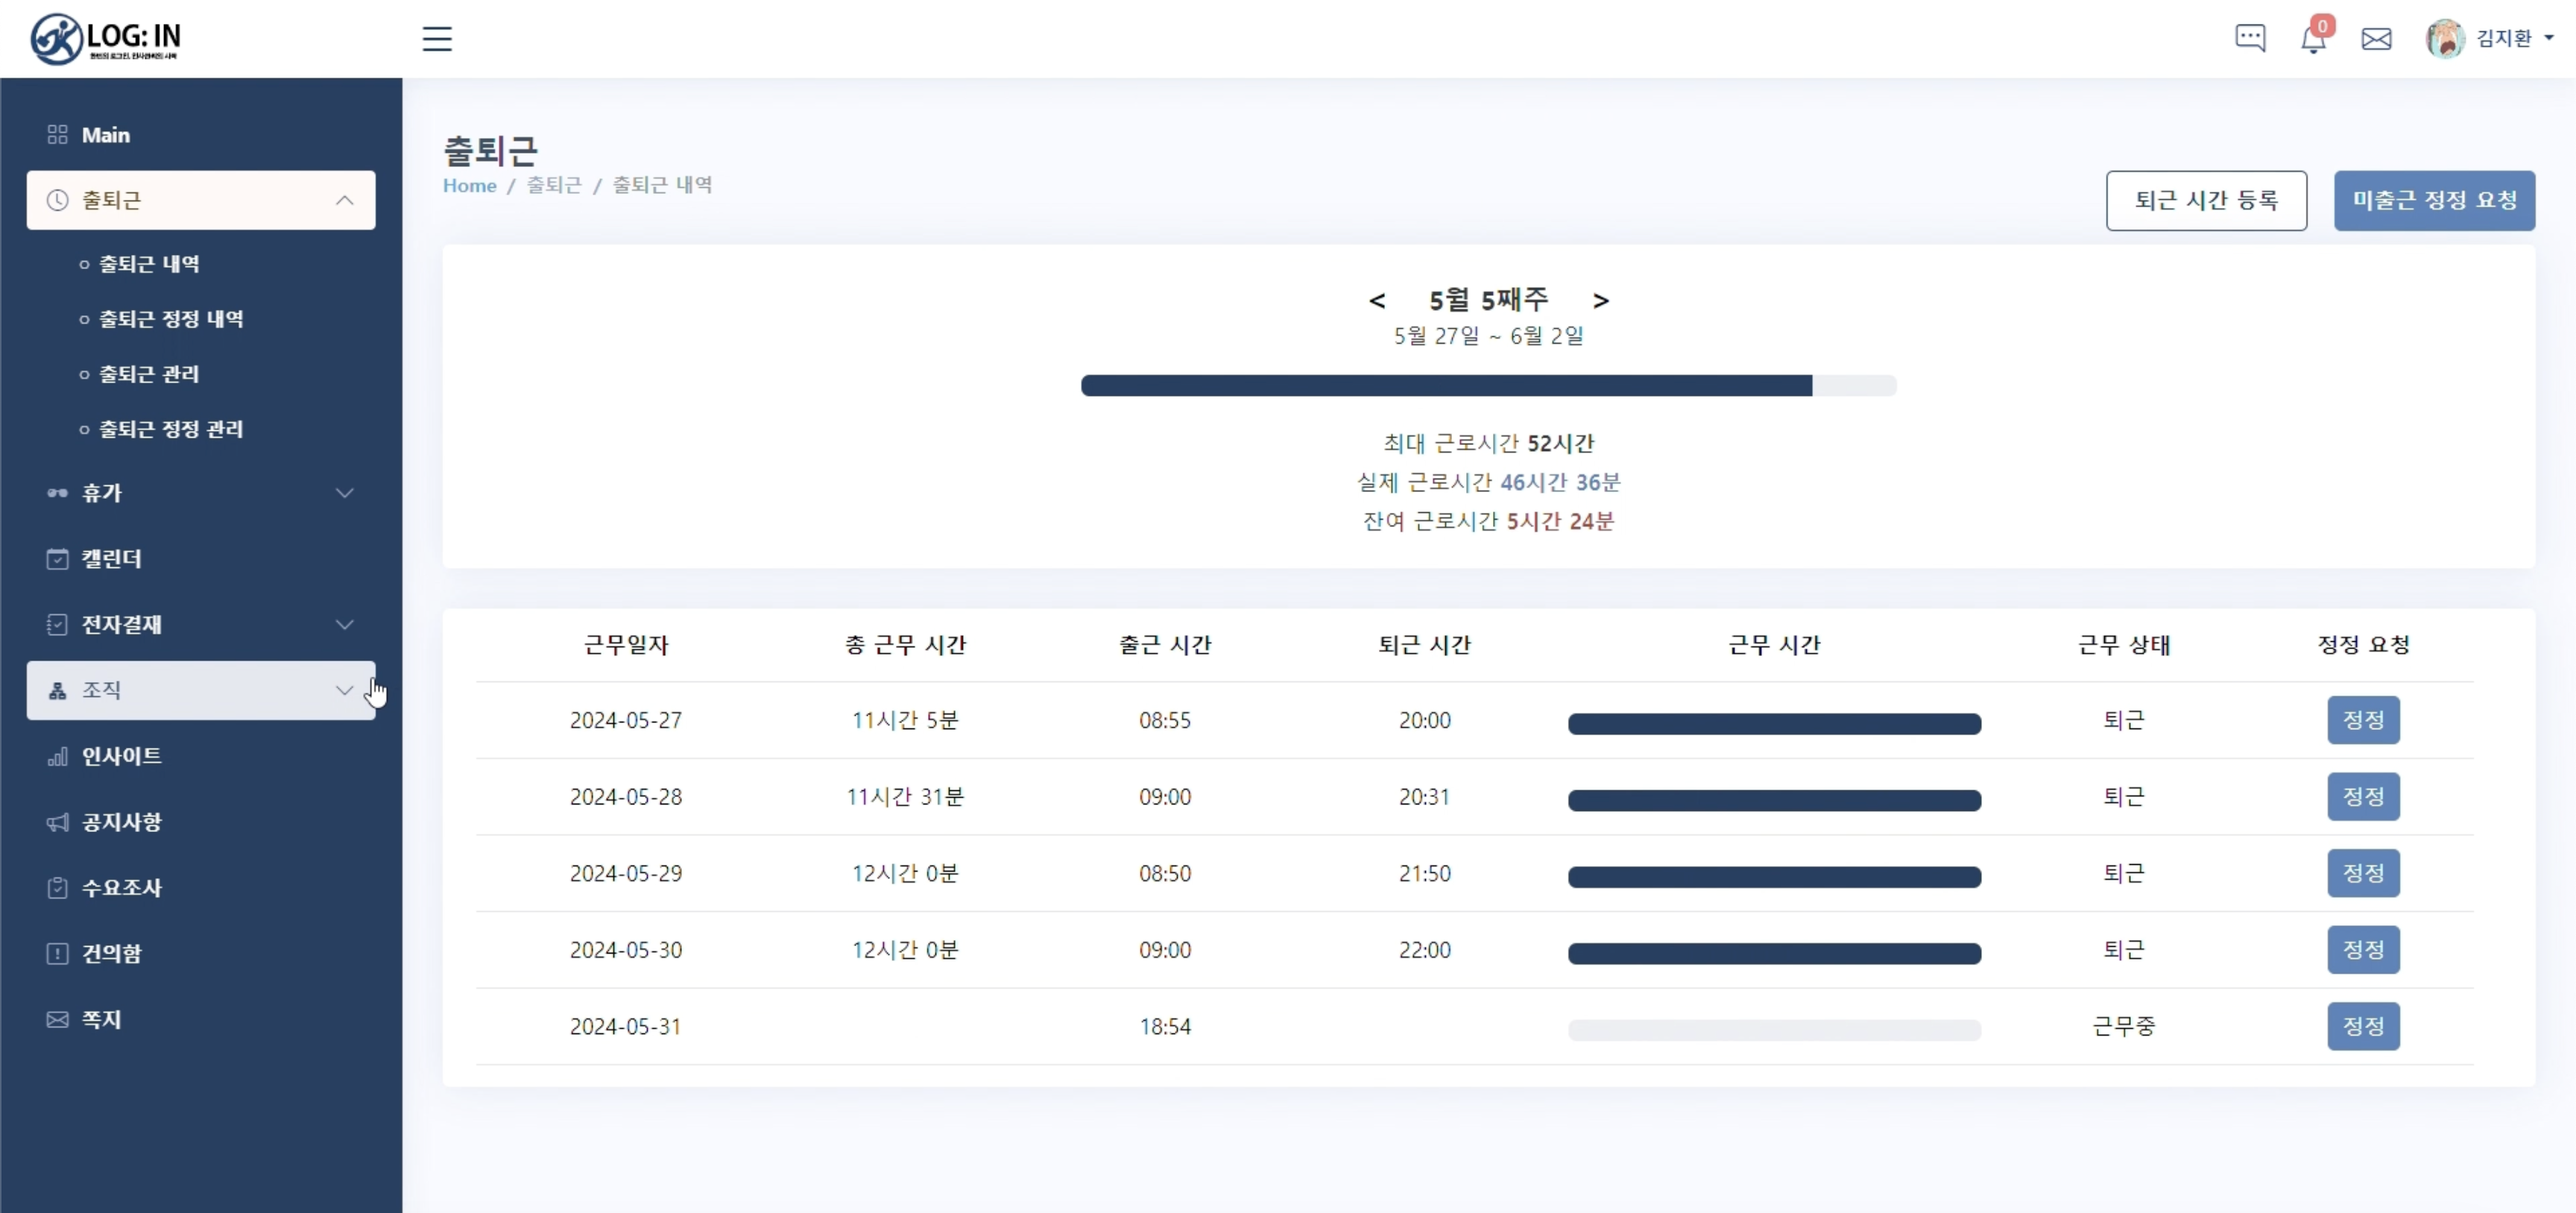 LOG: IN
0
김지환
Main
출퇴근
출퇴근 내역
출퇴근 정정 내역
출퇴근 관리
출퇴근 정정 관리
휴가
캘린더
전자결재
조직
인사이트
공지사항
수요조사
건의함
쪽지
출퇴근
Home / 출퇴근 / 출퇴근 내역
퇴근 시간 등록
미출근 정정 요청
< 5월 5째주 >
5월 27일 ~ 6월 2일
최대 근로시간 52시간
실제 근로시간 46시간 36분
잔여 근로시간 5시간 24분
근무일자 총 근무 시간 출근 시간 퇴근 시간 근무 시간 근무 상태 정정 요청
2024-05-27 11시간 5분 08:55 20:00 퇴근 정정
2024-05-28 11시간 31분 09:00 20:31 퇴근 정정
2024-05-29 12시간 0분 08:50 21:50 퇴근 정정
2024-05-30 12시간 0분 09:00 22:00 퇴근 정정
2024-05-31 18:54 근무중 정정